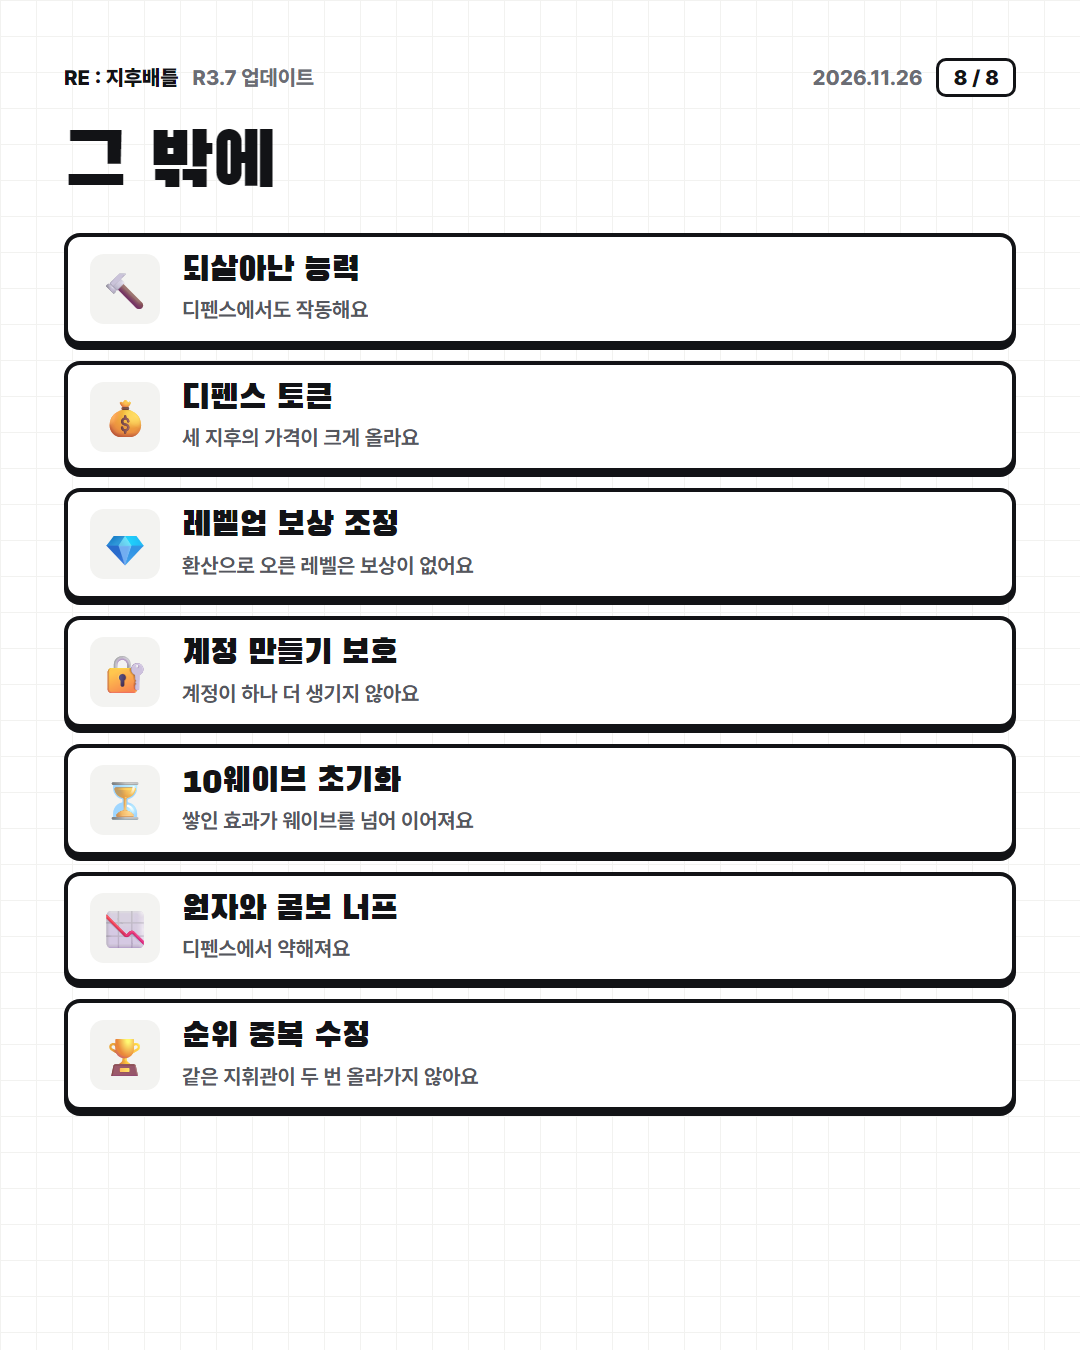 RE : 지후배틀 R3.7 업데이트
2026.11.26 8 / 8
그 밖에
되살아난 능력
디펜스에서도 작동해요
디펜스 토큰
세 지후의 가격이 크게 올라요
레벨업 보상 조정
환산으로 오른 레벨은 보상이 없어요
계정 만들기 보호
계정이 하나 더 생기지 않아요
10웨이브 초기화
쌓인 효과가 웨이브를 넘어 이어져요
원자와 콤보 너프
디펜스에서 약해져요
순위 중복 수정
같은 지휘관이 두 번 올라가지 않아요